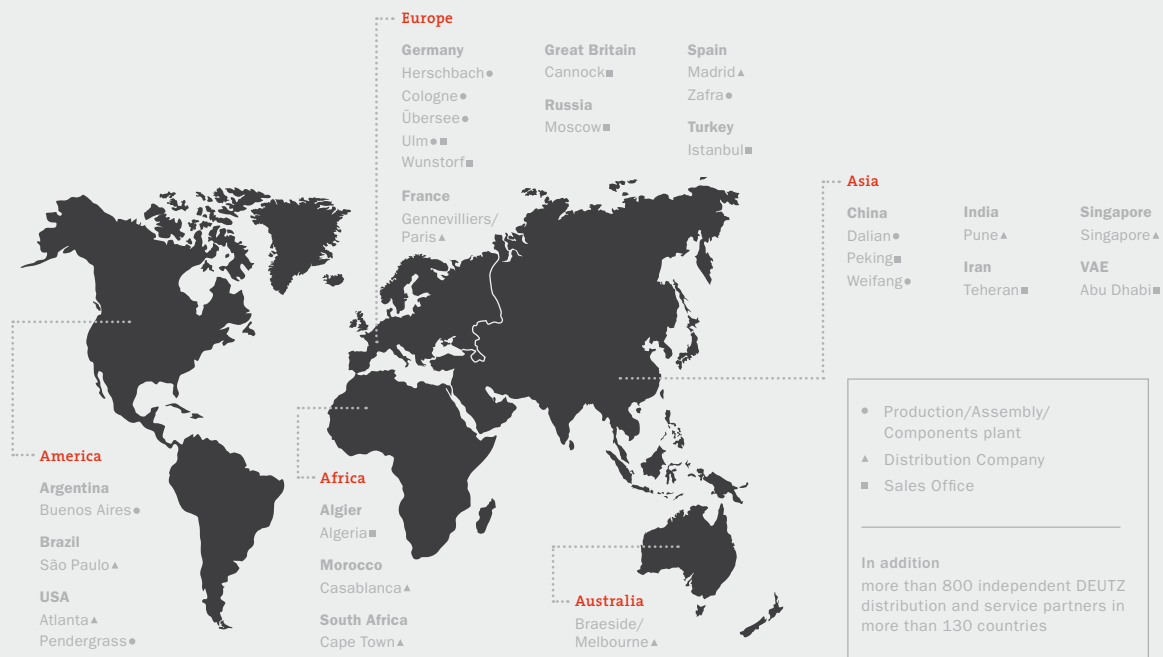 Europe
Germany
Herschbach●
Cologne●
Übersee●
Ulm●■
Wunstorf■
France
Gennevilliers/
Paris▲
Great Britain
Cannock■
Russia
Moscow■
Spain
Madrid▲
Zafra●
Turkey
Istanbul■
Asia
China
Dalian●
Peking■
Weifang●
India
Pune▲
Iran
Teheran■
Singapore
Singapore▲
VAE
Abu Dhabi■
America
Argentina
Buenos Aires●
Brazil
São Paulo▲
USA
Atlanta▲
Pendergrass●
Africa
Algier
Algeria■
Morocco
Casablanca▲
South Africa
Cape Town▲
Australia
Braeside/
Melbourne▲
● Production/Assembly/
Components plant
▲ Distribution Company
■ Sales Office
In addition
more than 800 independent DEUTZ
distribution and service partners in
more than 130 countries